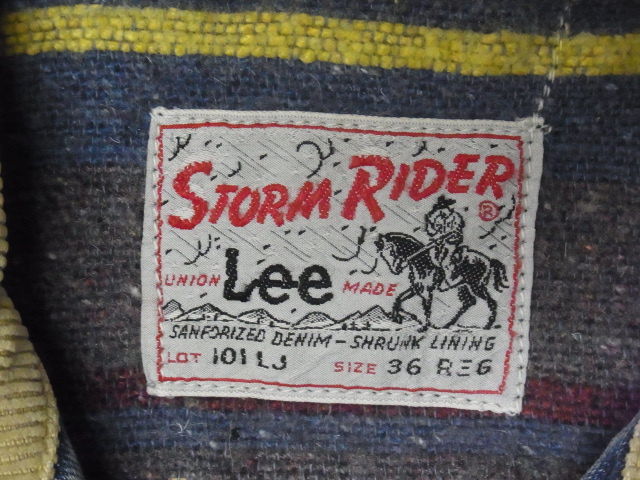 STORM RIDER ®
UNION Lee MADE
SANFORIZED DENIM - SHRUNK LINING
LOT 101 LJ SIZE 36 REG